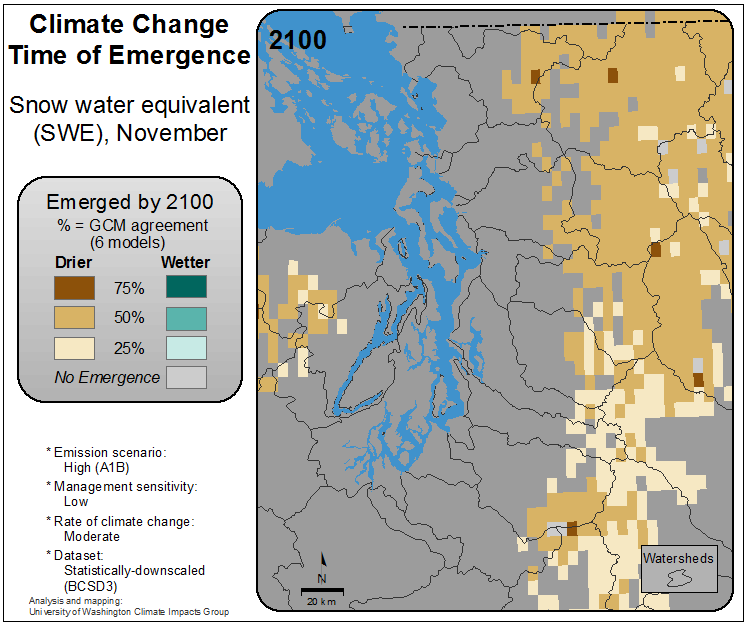 Climate Change
Time of Emergence
Snow water equivalent
(SWE), November
Emerged by 2100
% = GCM agreement
(6 models)
Drier Wetter
75%
50%
25%
No Emergence
* Emission scenario:
High (A1B)
* Management sensitivity:
Low
* Rate of climate change:
Moderate
* Dataset:
Statistically-downscaled
(BCSD3)
Analysis and mapping:
University of Washington Climate Impacts Group
2100
N
20 km
Watersheds